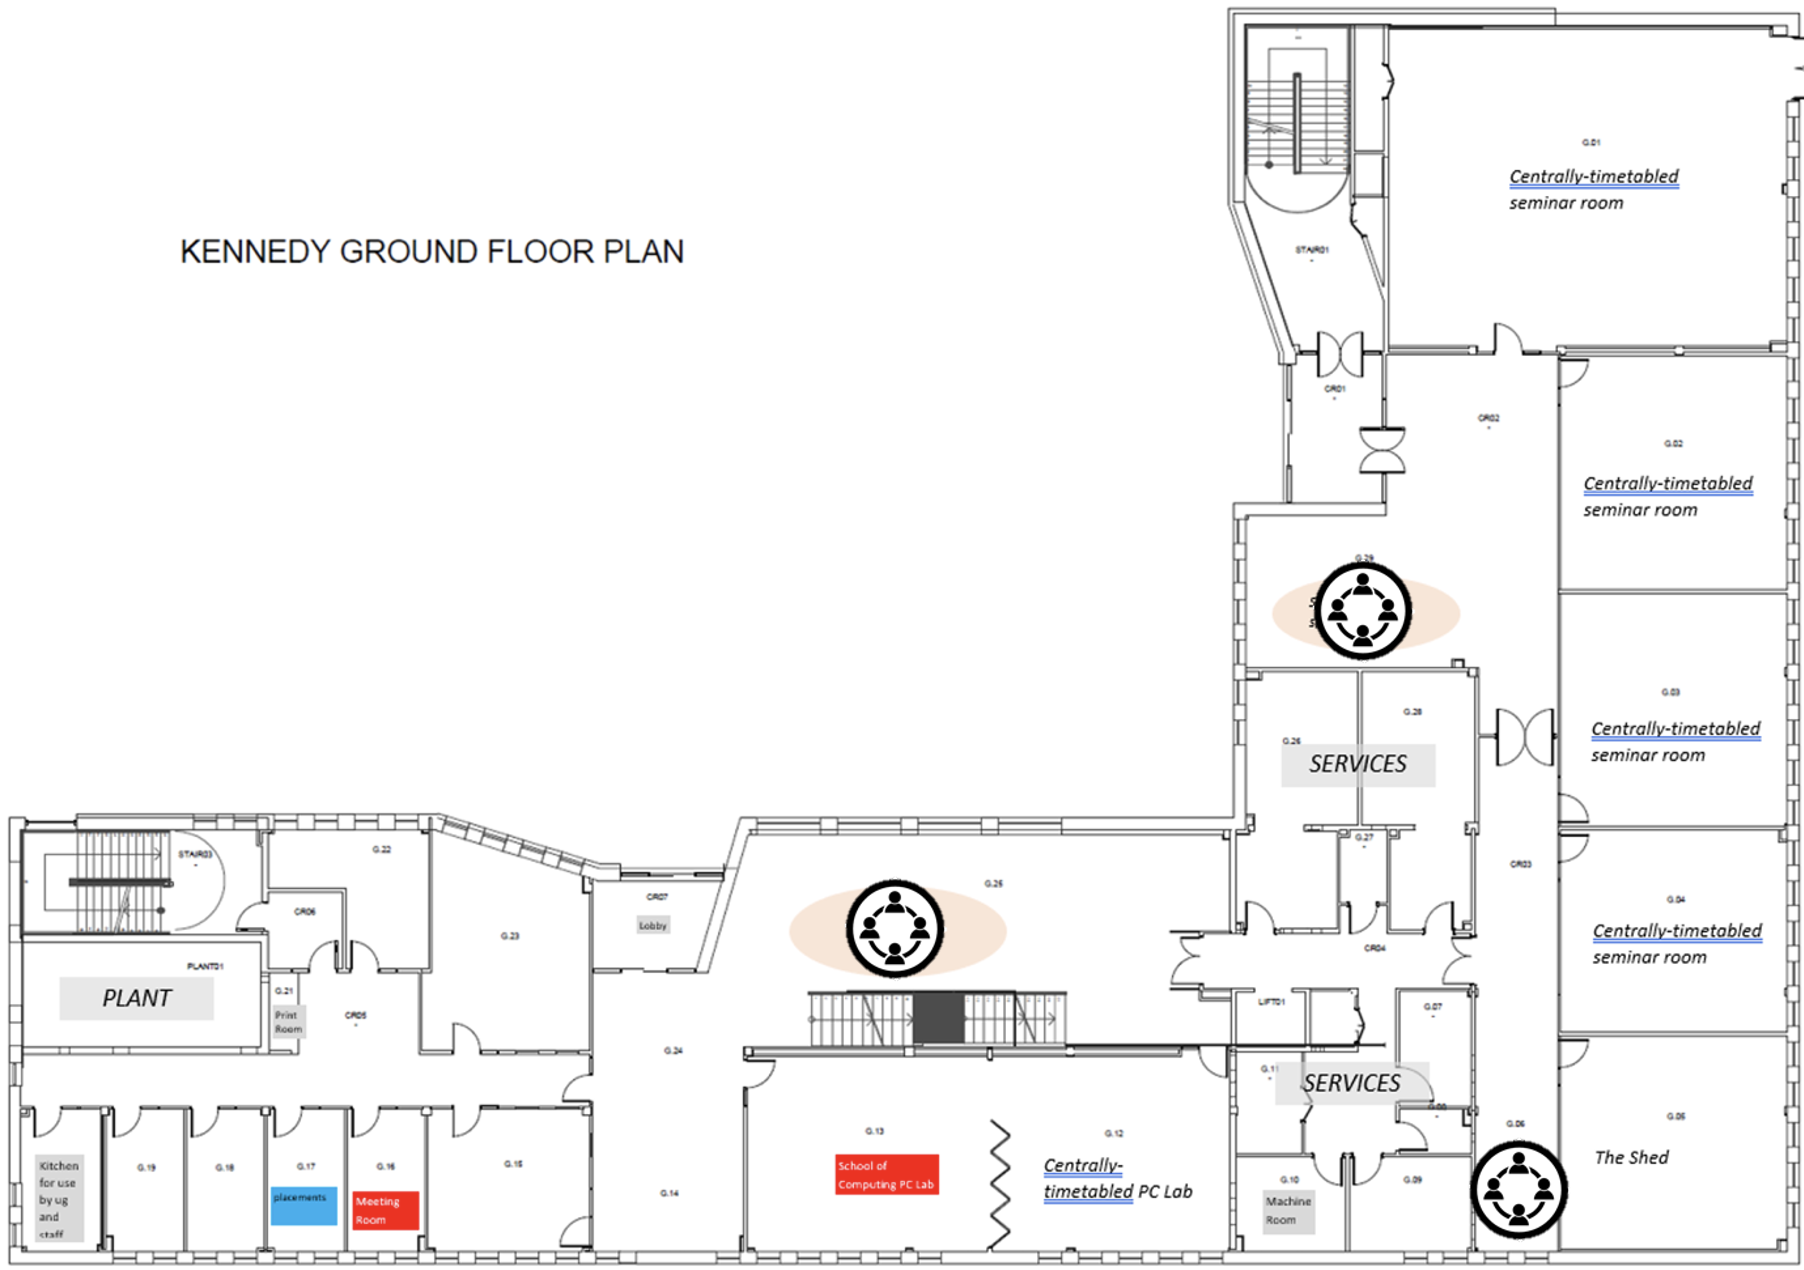 G.01
Centrally-timetabled
seminar room
KENNEDY GROUND FLOOR PLAN
STAIR01
CR01
CR02
G.02
Centrally-timetabled
seminar room
G.29
G.03
Centrally-timetabled
seminar room
G.28
G.26
SERVICES
G.27
CR03
G.04
Centrally-timetabled
seminar room
STAIR03
G.22
G.25
CR07
Lobby
CR06
G.23
CR04
PLANT01
PLANT
G.21
Print
Room
CR05
LIFT01
G.07
G.24
G.11
SERVICES
G.13
School of
Computing PC Lab
G.12
Centrally-
timetabled PC Lab
G.06
G.05
The Shed
Kitchen
for use
by ug
and
staff
G.19
G.18
G.17
placements
G.16
Meeting
Room
G.15
G.14
G.10
Machine
Room
G.09